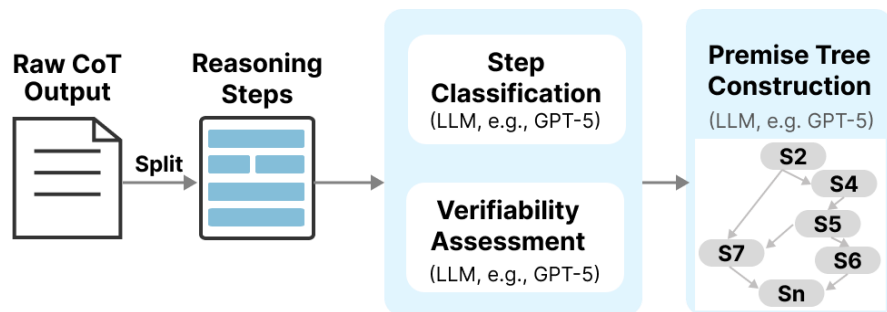 Raw CoT
Output
Split
Reasoning
Steps
Step
Classification
(LLM, e.g., GPT-5)
Verifiability
Assessment
(LLM, e.g., GPT-5)
Premise Tree
Construction
(LLM, e.g. GPT-5)
S2
S4
S5
S7
S6
Sn